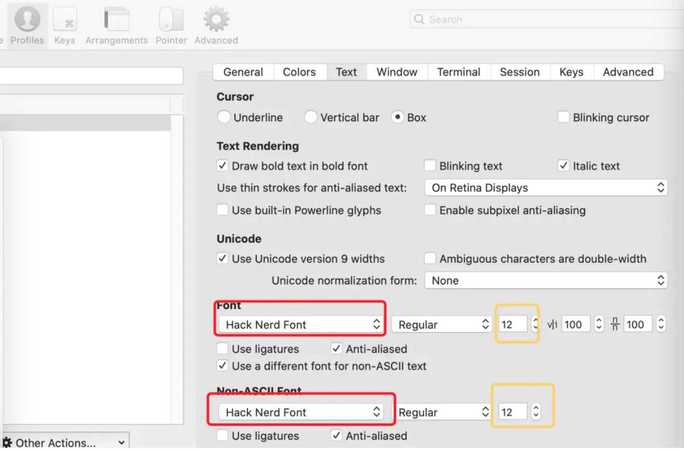 Profiles Keys Arrangements Pointer Advanced
Search
General Colors Text Window Terminal Session Keys Advanced
Cursor
Underline Vertical bar Box Blinking cursor
Text Rendering
Draw bold text in bold font Blinking text Italic text
Use thin strokes for anti-aliased text: On Retina Displays
Use built-in Powerline glyphs Enable subpixel anti-aliasing
Unicode
Use Unicode version 9 widths Ambiguous characters are double-width
Unicode normalization form: None
Font
Hack Nerd Font Regular 12 100 100
Use ligatures Anti-aliased
Use a different font for non-ASCII text
Non-ASCII Font
Hack Nerd Font Regular 12
Use ligatures Anti-aliased
Other Actions...